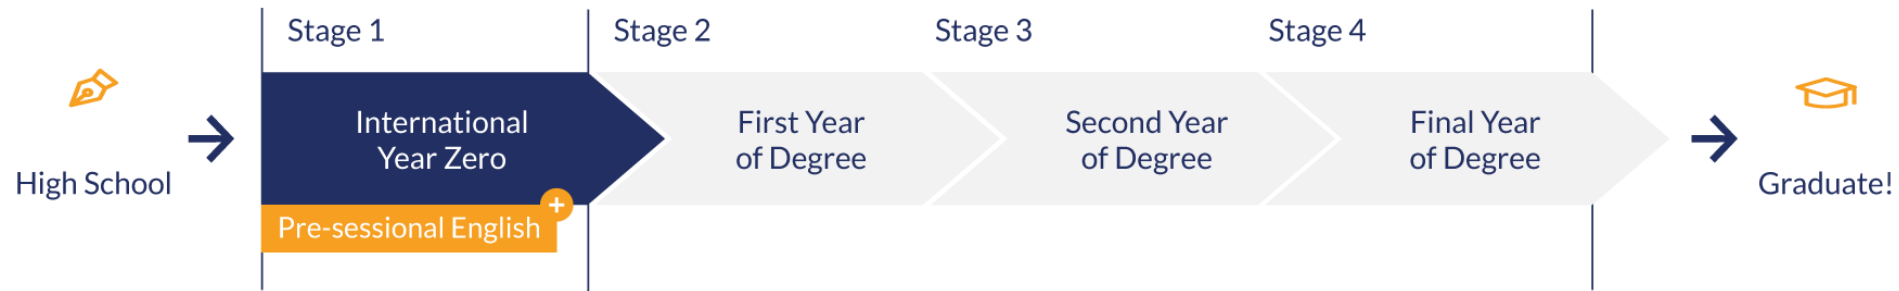 Stage 1
Stage 2
Stage 3
Stage 4
High School
International
Year Zero
First Year
of Degree
Second Year
of Degree
Final Year
of Degree
Graduate!
+
Pre-sessional English